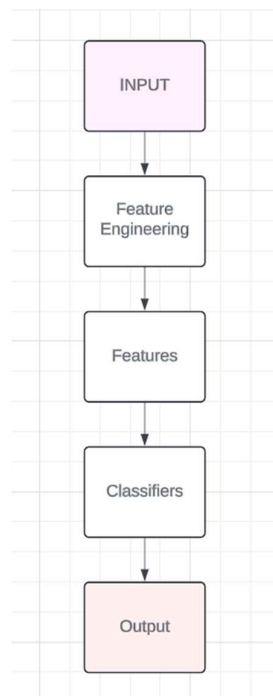 INPUT
Feature
Engineering
Features
Classifiers
Output